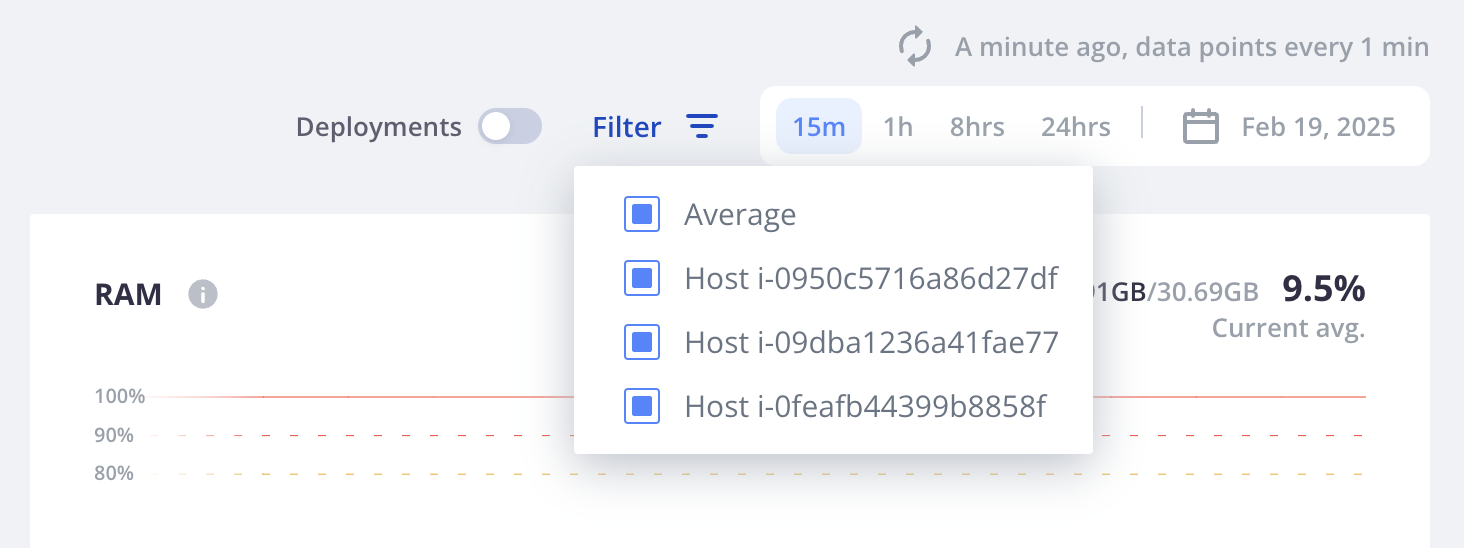 A minute ago, data points every 1 min
Deployments Filter 15m 1h 8hrs 24hrs Feb 19, 2025
Average
Host i-0950c5716a86d27df
Host i-09dba1236a41fae77
Host i-0feafb44399b8858f
RAM 1GB/30.69GB 9.5%
Current avg.
100%
90%
80%